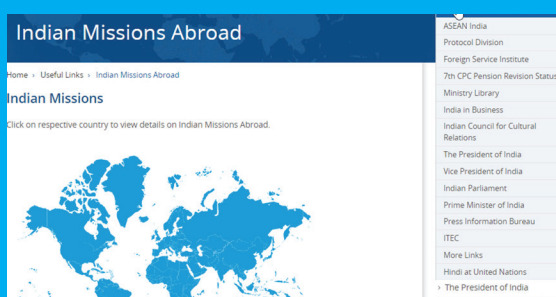 Indian Missions Abroad
Home › Useful Links › Indian Missions Abroad
Indian Missions
Click on respective country to view details on Indian Missions Abroad.
ASEAN India
Protocol Division
Foreign Service Institute
7th CPC Pension Revision Status
Ministry Library
India in Business
Indian Council for Cultural
Relations
The President of India
Vice President of India
Indian Parliament
Prime Minister of India
Press Information Bureau
ITEC
More Links
Hindi at United Nations
› The President of India